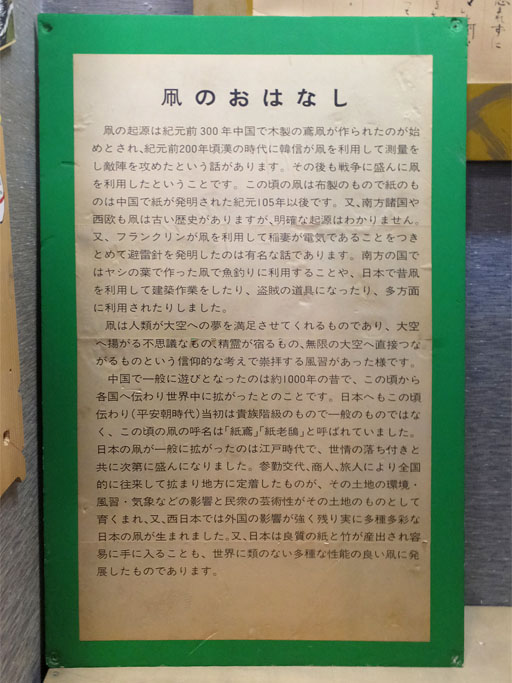 凧のおはなし
凧の起源は紀元前300年中国で木製の鳶凧が作られたのが始
めとされ、紀元前200年頃漢の時代に韓信が凧を利用して測量を
し敵陣を攻めたという話があります。その後も戦争に盛んに凧
を利用したということです。この頃の凧は布製のもので紙のも
のは中国で紙が発明された紀元105年以後です。又、南方諸国や
西欧も凧は古い歴史がありますが、明確な起源はわかりません。
又、フランクリンが凧を利用して稲妻が電気であることをつき
とめて避雷針を発明したのは有名な話であります。南方の国で
はヤシの葉で作った凧で魚釣りに利用することや、日本で昔凧
を利用して建築作業をしたり、盗賊の道具になったり、多方面
に利用されたりしました。
凧は人類が大空への夢を満足させてくれるものであり、大空
へ揚がる不思議なもの、精霊が宿るもの、無限の大空へ直接つな
がるものという信仰的な考えで崇拝する風習があった様です。
中国で一般に遊びとなったのは約1000年の昔で、この頃から
各国へ伝わり世界中に拡がったとのことです。日本へもこの頃
伝わり(平安朝時代)当初は貴族階級のもので一般のものではな
く、この頃の凧の呼名は「紙鳶」「紙老鴟」と呼ばれていました。
日本の凧が一般に拡がったのは江戸時代で、世情の落ち付きと
共に次第に盛んになりました。参勤交代、商人、旅人により全国
的に往来して拡まり地方に定着したものが、その土地の環境・
風習・気象などの影響と民衆の芸術性がその土地のものとして
育くまれ、又、西日本では外国の影響が強く残り実に多種多彩な
日本の凧が生まれました。又、日本は良質の紙と竹が産出され容
易に手に入ることも、世界に類のない多種な性能の良い凧に発
展したものであります。